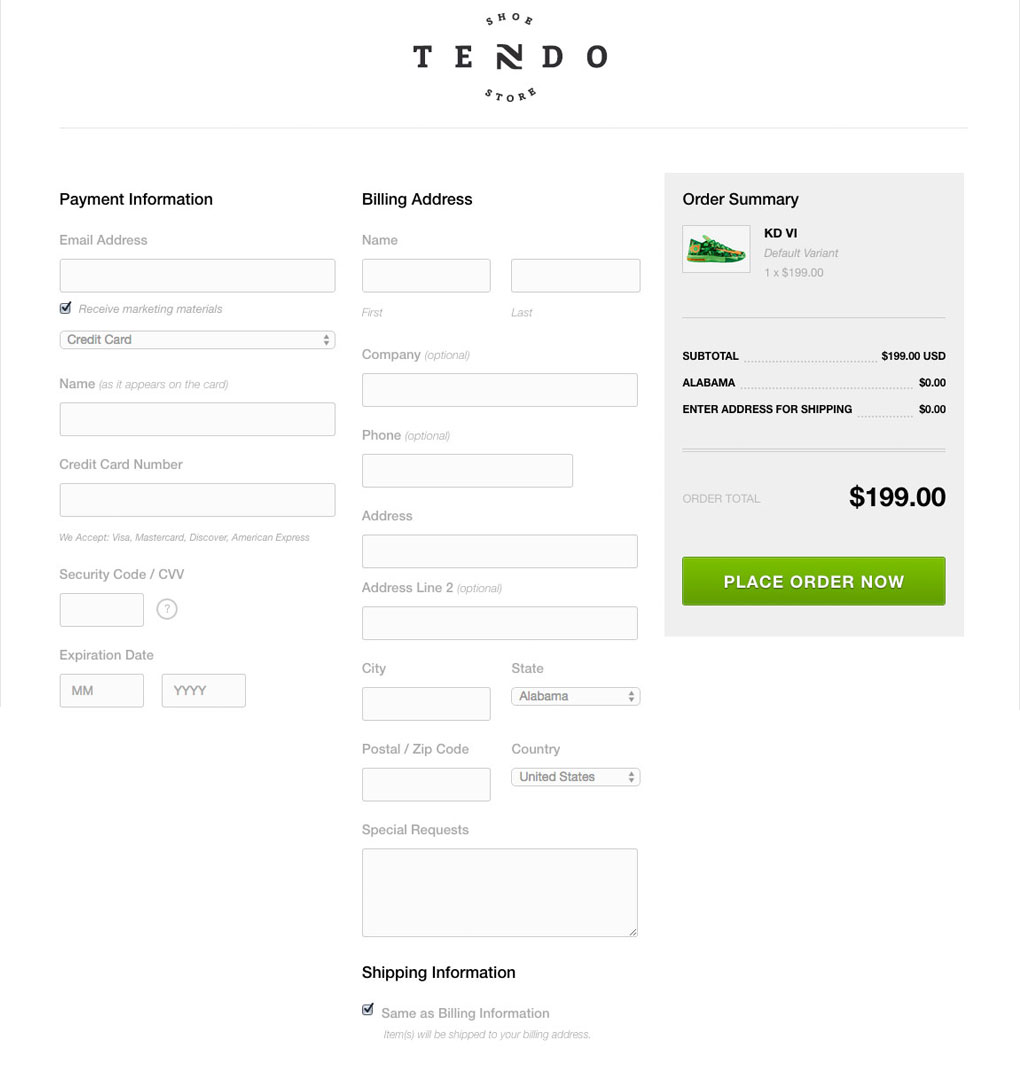 SHOE
TENDO
STORE
Payment Information
Email Address
Receive marketing materials
Credit Card
Name (as it appears on the card)
Credit Card Number
We Accept: Visa, Mastercard, Discover, American Express
Security Code / CVV
?
Expiration Date
MM YYYY
Billing Address
Name
First Last
Company (optional)
Phone (optional)
Address
Address Line 2 (optional)
City State
Alabama
Postal / Zip Code Country
United States
Special Requests
Shipping Information
Same as Billing Information
Item(s) will be shipped to your billing address.
Order Summary
KD VI
Default Variant
1 x $199.00
SUBTOTAL $199.00 USD
ALABAMA $0.00
ENTER ADDRESS FOR SHIPPING $0.00
ORDER TOTAL $199.00
PLACE ORDER NOW